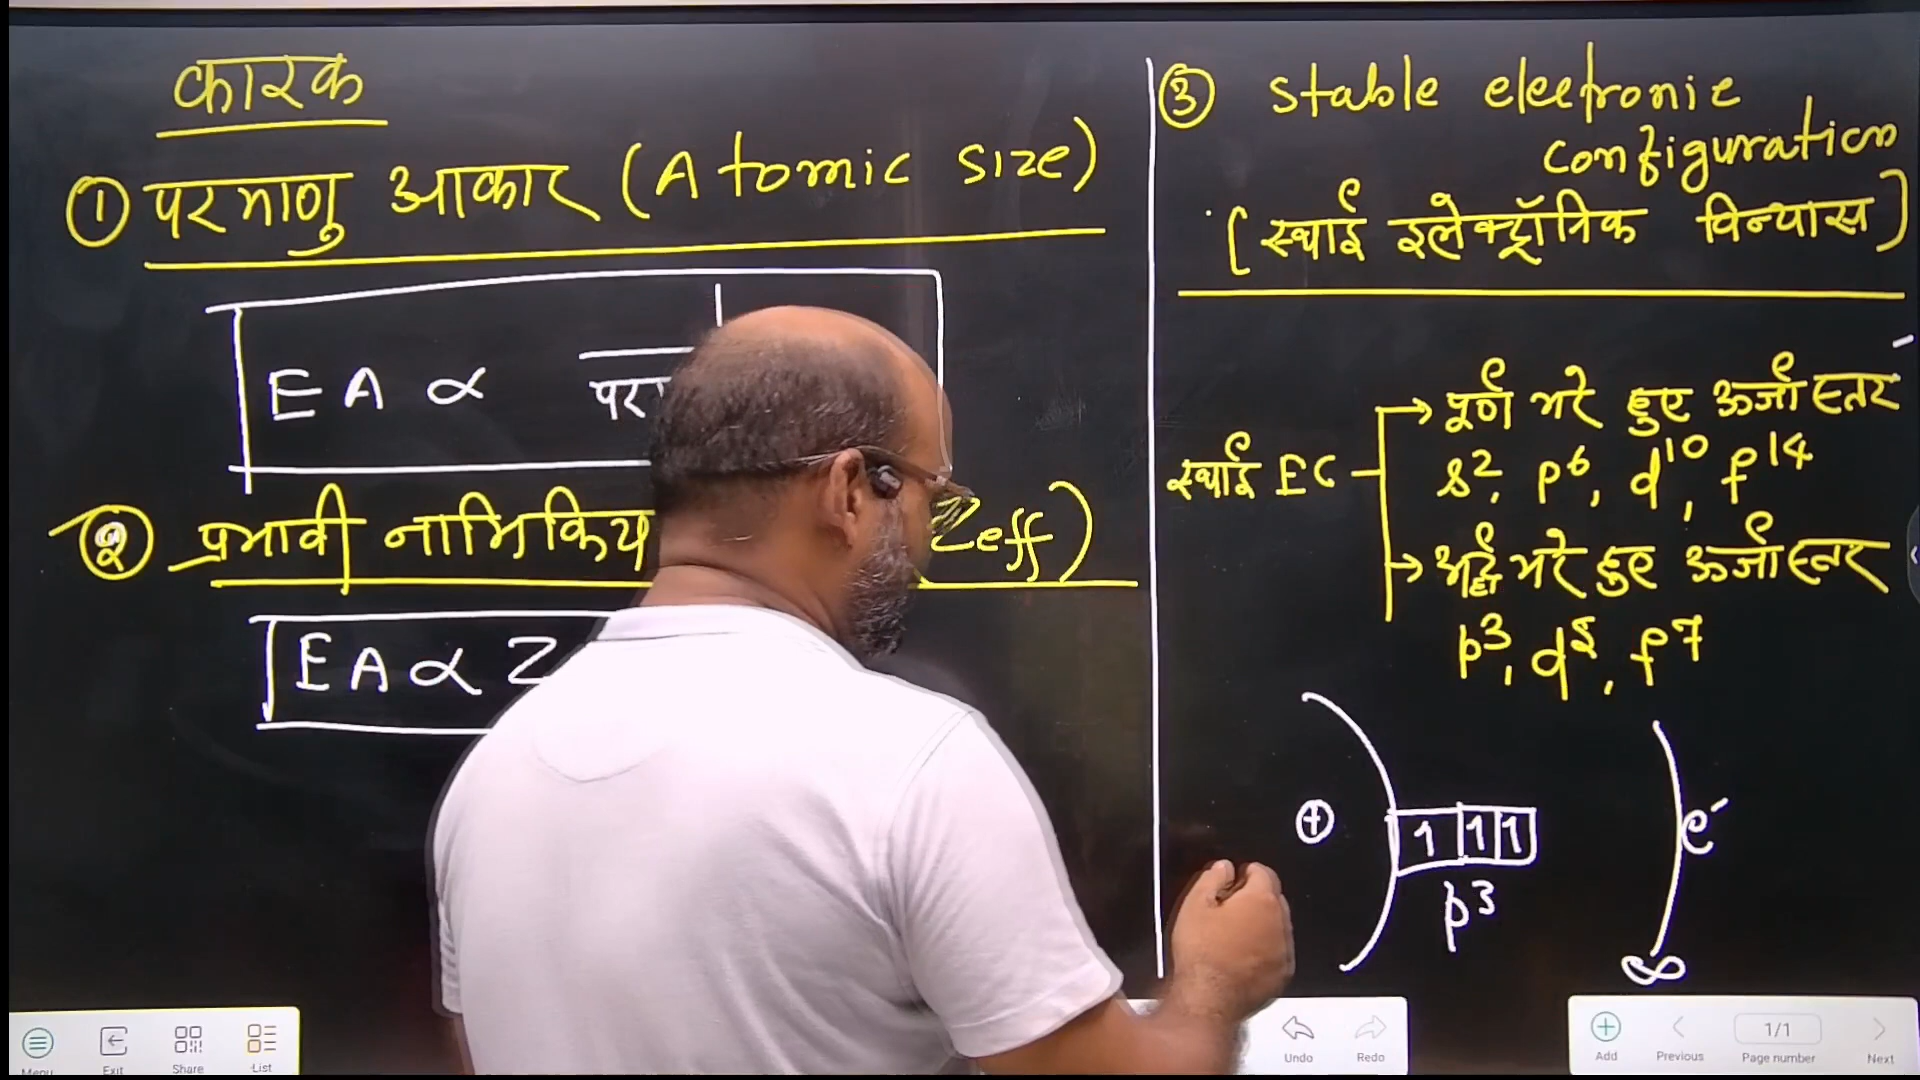 कारक
① परमाणु आकार (Atomic size)
EA ∝
② प्रभावी नाभिकिय Zeff)
EA ∝ Z
③ stable electronic
configuration
[स्थाई इलेक्ट्रॉनिक विन्यास]
स्थाई EC
→ पूर्ण भरे हुए ऊर्जा स्तर
s², p⁶, d¹⁰, f¹⁴
→ अर्द्ध भरे हुए ऊर्जा स्तर
p³, d⁵, f⁷
⊕ 1 1 1 e⁻
p³
∞
Menu Exit Share List
Undo Redo
Add Previous 1/1 Page number Next